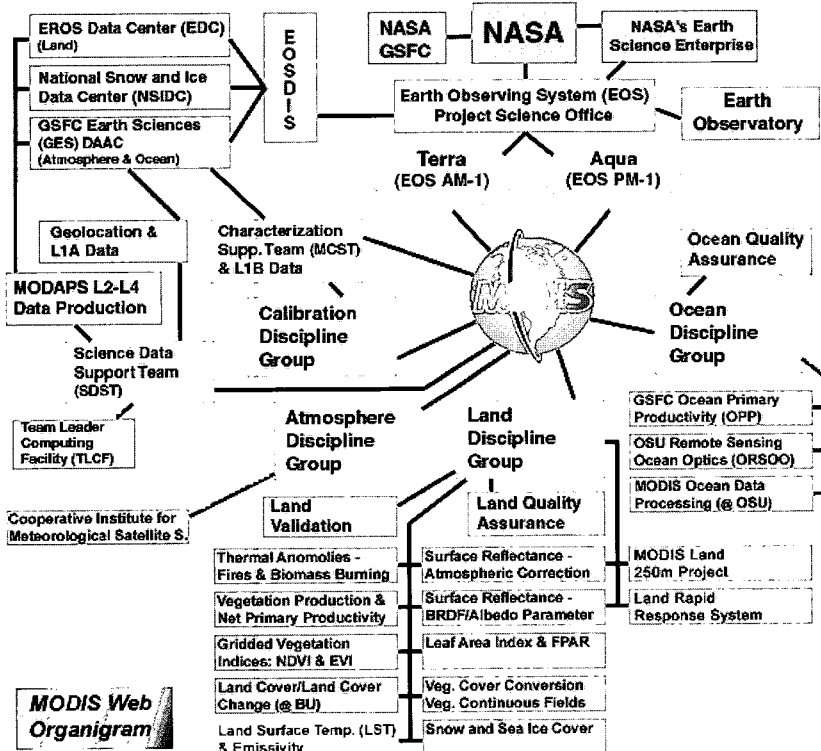 EROS Data Center (EDC)
(Land)
National Snow and Ice
Data Center (NSIDC)
GSFC Earth Sciences
(GES) DAAC
(Atmosphere & Ocean)
EOSDIS
NASA
GSFC
NASA
NASA's Earth
Science Enterprise
Earth Observing System (EOS)
Project Science Office
Earth
Observatory
Terra
(EOS AM-1)
Aqua
(EOS PM-1)
Geolocation &
L1A Data
Characterization
Supp. Team (MCST)
& L1B Data
MODIS
Ocean Quality
Assurance
MODAPS L2-L4
Data Production
Calibration
Discipline
Group
Ocean
Discipline
Group
Science Data
Support Team
(SDST)
Team Leader
Computing
Facility (TLCF)
Atmosphere
Discipline
Group
Land
Discipline
Group
GSFC Ocean Primary
Productivity (OPP)
OSU Remote Sensing
Ocean Optics (ORSOO)
MODIS Ocean Data
Processing (@ OSU)
Cooperative Institute for
Meteorological Satellite S.
Land
Validation
Land Quality
Assurance
Thermal Anomolies -
Fires & Biomass Burning
Surface Reflectance -
Atmospheric Correction
MODIS Land
250m Project
Vegetation Production &
Net Primary Productivity
Surface Reflectance -
BRDF/Albedo Parameter
Land Rapid
Response System
Gridded Vegetation
Indices: NDVI & EVI
Leaf Area Index & FPAR
Land Cover/Land Cover
Change (@ BU)
Veg. Cover Conversion
Veg. Continuous Fields
Land Surface Temp. (LST)
& Emissivity
Snow and Sea Ice Cover
MODIS Web
Organigram